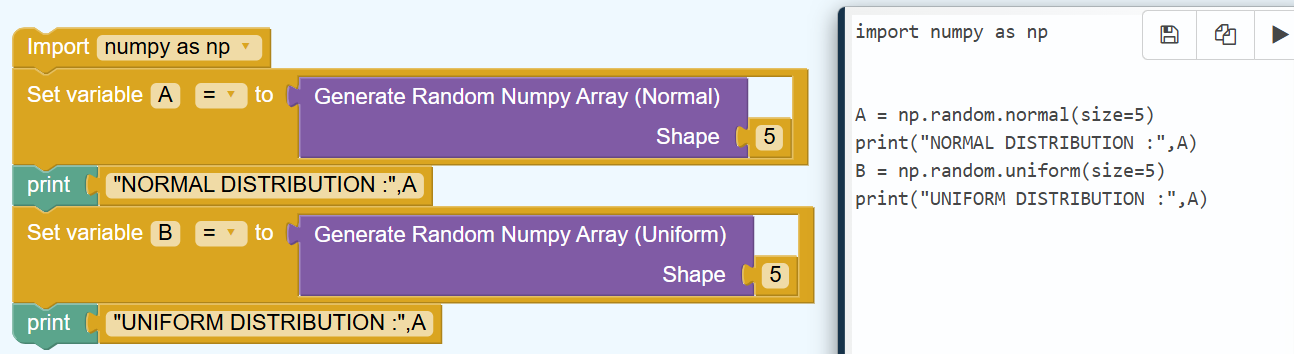 Import numpy as np
Set variable A = to Generate Random Numpy Array (Normal)
Shape 5
print "NORMAL DISTRIBUTION :",A
Set variable B = to Generate Random Numpy Array (Uniform)
Shape 5
print "UNIFORM DISTRIBUTION :",A
import numpy as np
A = np.random.normal(size=5)
print("NORMAL DISTRIBUTION :",A)
B = np.random.uniform(size=5)
print("UNIFORM DISTRIBUTION :",A)